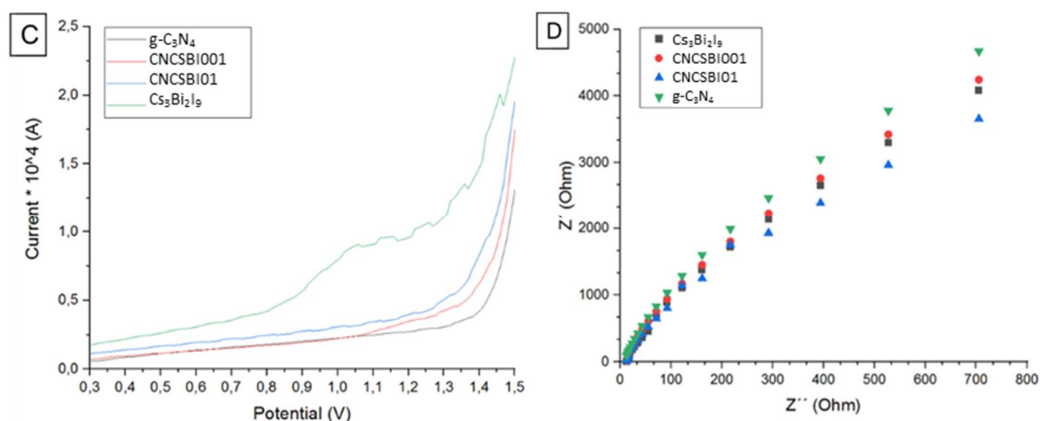 C
g-C₃N₄
CNCSBI001
CNCSBI01
Cs₃Bi₂I₉
Current * 10^4 (A)
2,5
2,0
1,5
1,0
0,5
0,0
0,3 0,4 0,5 0,6 0,7 0,8 0,9 1,0 1,1 1,2 1,3 1,4 1,5
Potential (V)
D
Cs₃Bi₂I₉
CNCSBI001
CNCSBI01
g-C₃N₄
Z´ (Ohm)
5000
4000
3000
2000
1000
0
0 100 200 300 400 500 600 700 800
Z´´ (Ohm)